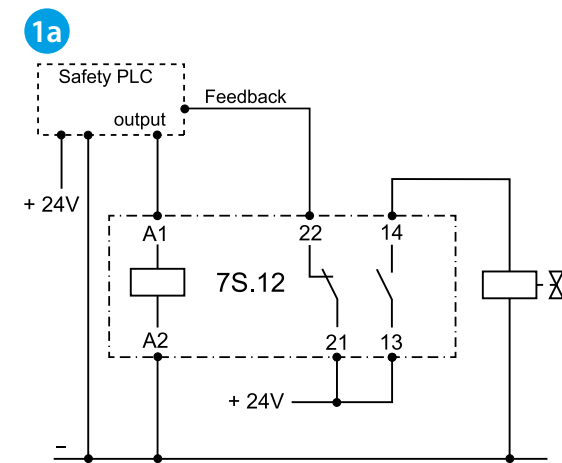 1a
Safety PLC
Feedback
output
+ 24V
A1
22
14
7S.12
A2
21
13
+ 24V
–